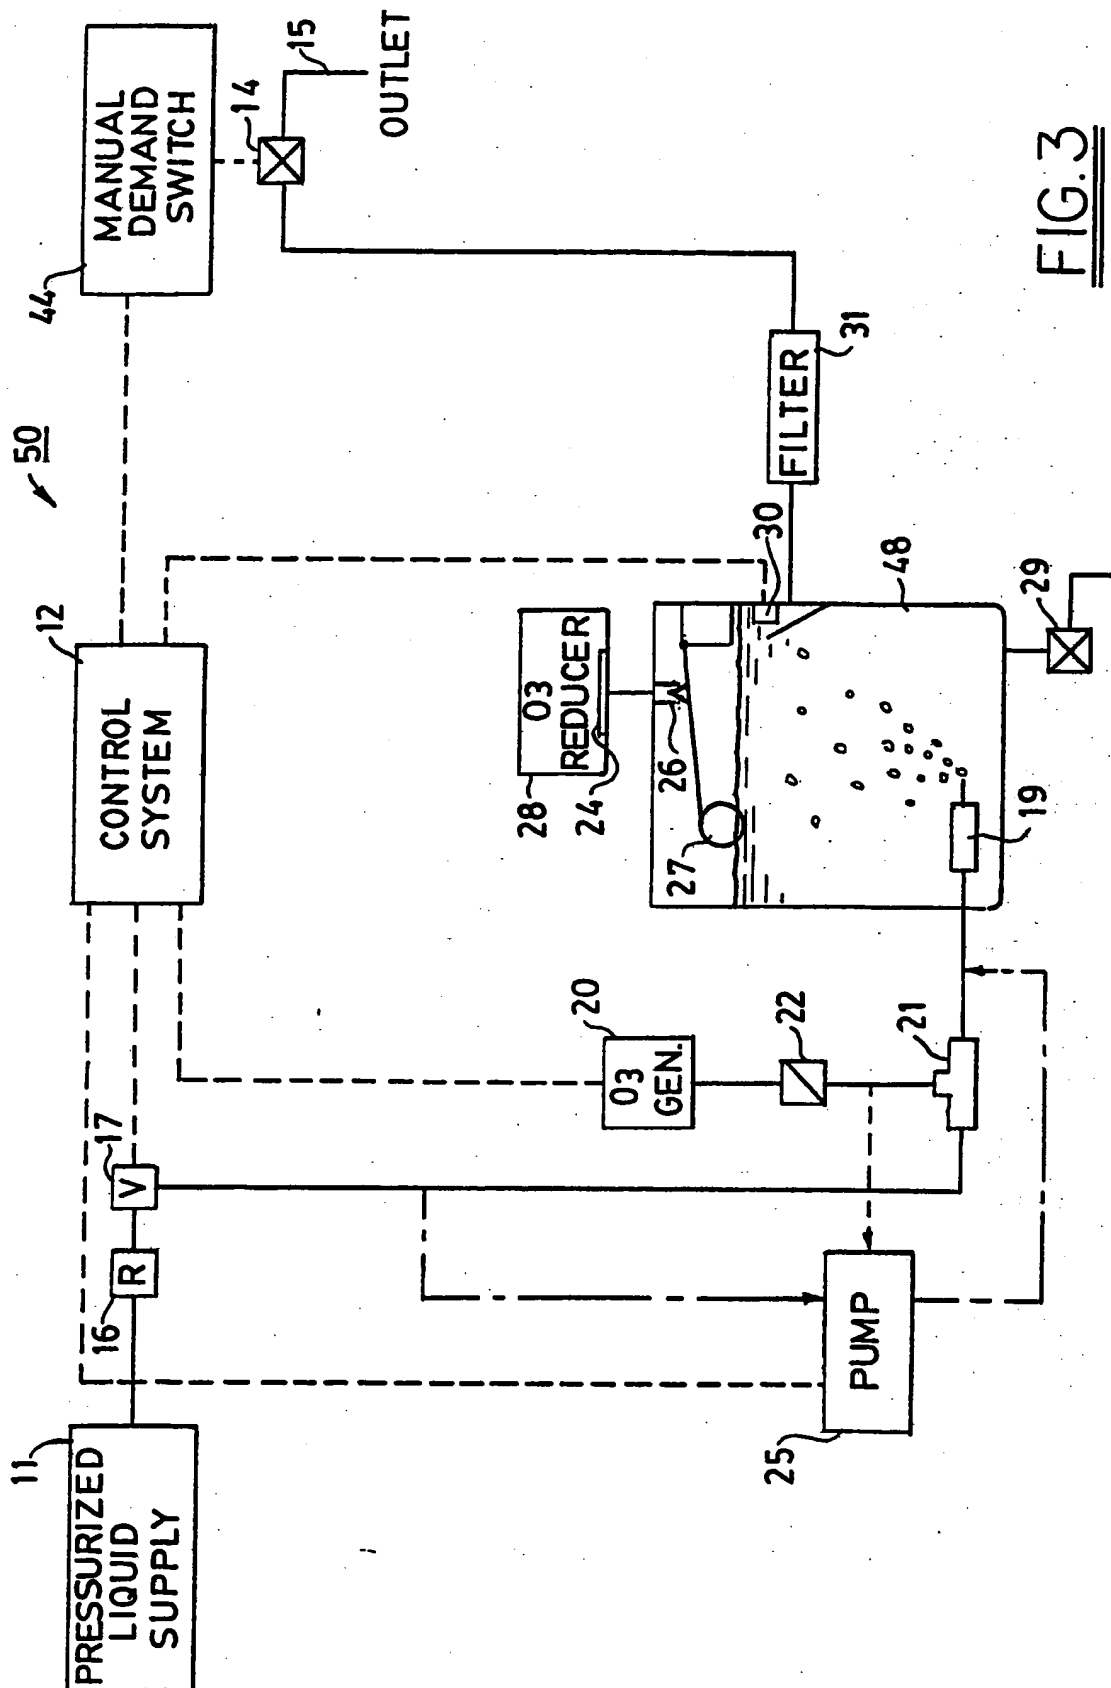 50
11
PRESSURIZED
LIQUID
SUPPLY
16
R
17
V
12
CONTROL
SYSTEM
44
MANUAL
DEMAND
SWITCH
14
15
OUTLET
28
O3
REDUCER
24
26
27
30
FILTER
31
20
O3
GEN.
22
21
19
48
29
25
PUMP
FIG.3